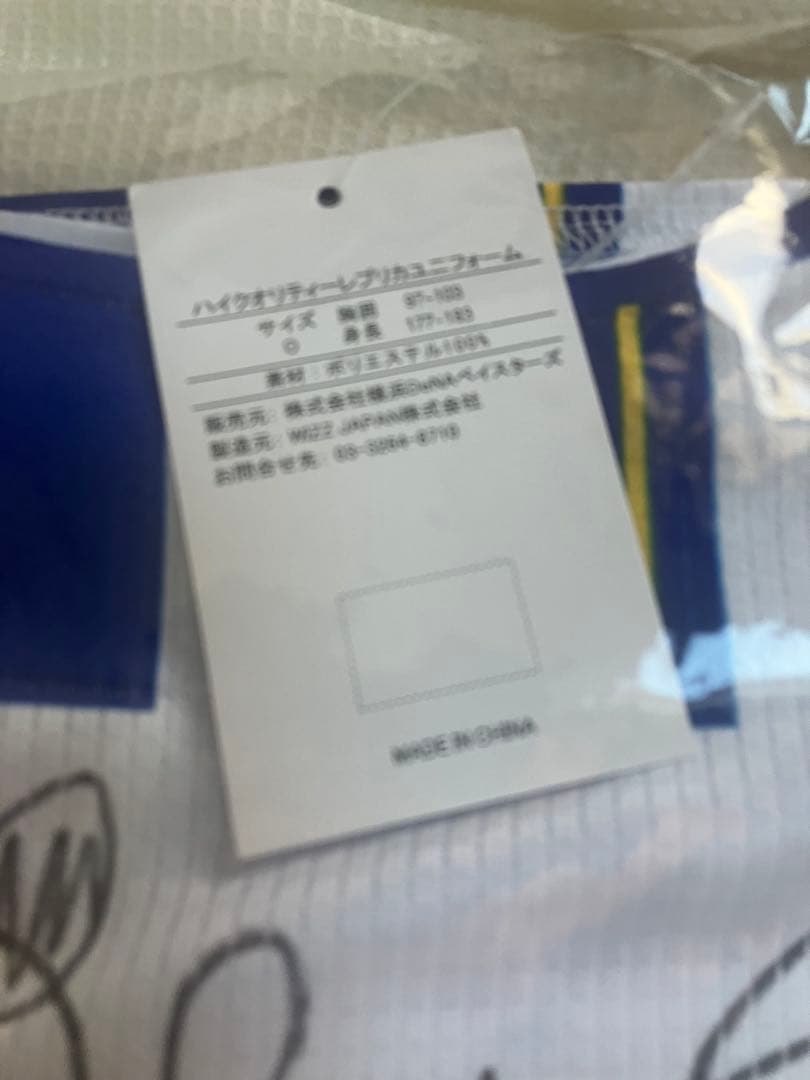 ハイクオリティーレプリカユニフォーム
サイズ 胸囲 97-103
O 身長 177-183
素材：ポリエステル100%
販売元：株式会社横浜DeNAベイスターズ
製造元：WIZZ JAPAN株式会社
お問合せ先：
MADE IN CHINA